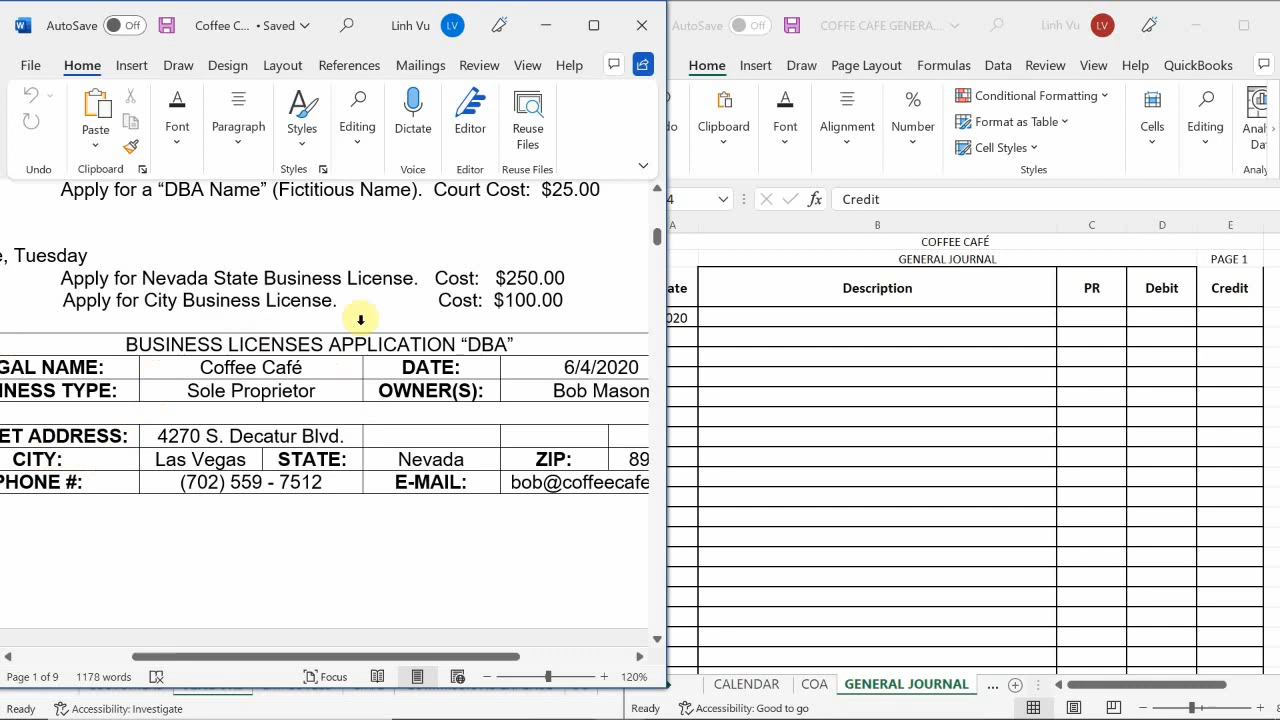 AutoSave Off Coffee C... • Saved Linh Vu LV
File Home Insert Draw Design Layout References Mailings Review View Help
Paste Font Paragraph Styles Editing Dictate Editor Reuse Files
Undo Clipboard Styles Voice Editor Reuse Files
Apply for a “DBA Name” (Fictitious Name). Court Cost: $25.00
e, Tuesday
Apply for Nevada State Business License. Cost: $250.00
Apply for City Business License. Cost: $100.00
BUSINESS LICENSES APPLICATION “DBA”
GAL NAME: Coffee Café DATE: 6/4/2020
INESS TYPE: Sole Proprietor OWNER(S): Bob Mason
ET ADDRESS: 4270 S. Decatur Blvd.
CITY: Las Vegas STATE: Nevada ZIP: 89
PHONE #: (702) 559 - 7512 E-MAIL: bob@coffeecafe
Page 1 of 9 1178 words Focus 120%
Ready Accessibility: Investigate
AutoSave Off COFFE CAFE GENERA... Linh Vu LV
Home Insert Draw Page Layout Formulas Data Review View Help QuickBooks
do Clipboard Font Alignment Number Conditional Formatting Format as Table Cell Styles Cells Editing Anal Da
Styles Analy
4 fx Credit
A B C D E
COFFEE CAFÉ
GENERAL JOURNAL PAGE 1
ate Description PR Debit Credit
020
CALENDAR COA GENERAL JOURNAL ...
Ready Accessibility: Good to go 8